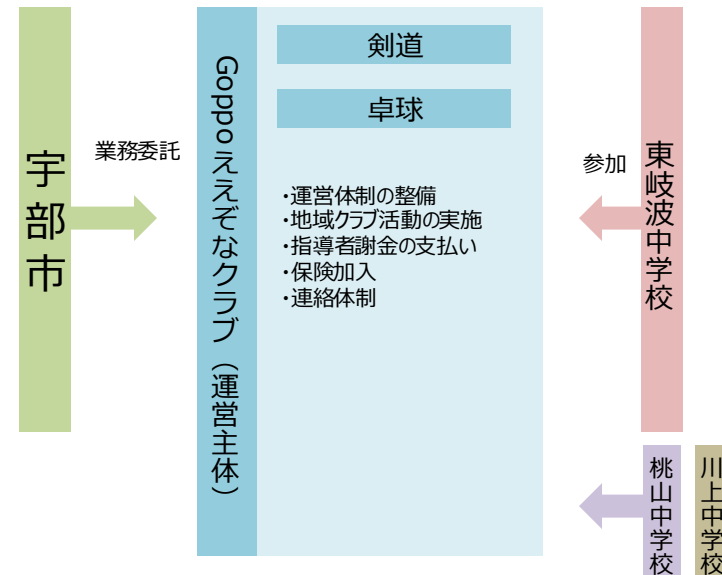 宇部市
業務委託
Goppoええぞなクラブ（運営主体）
剣道
卓球
・運営体制の整備
・地域クラブ活動の実施
・指導者謝金の支払い
・保険加入
・連絡体制
参加
東岐波中学校
桃山中学校
川上中学校